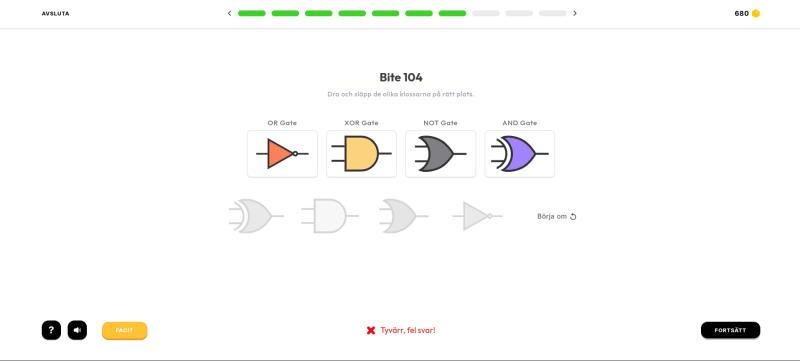 AVSLUTA
680
Bite 104
Dra och släpp de olika klossarna på rätt plats.
OR Gate
XOR Gate
NOT Gate
AND Gate
Börja om
?
FACIT
Tyvärr, fel svar!
FORTSÄTT